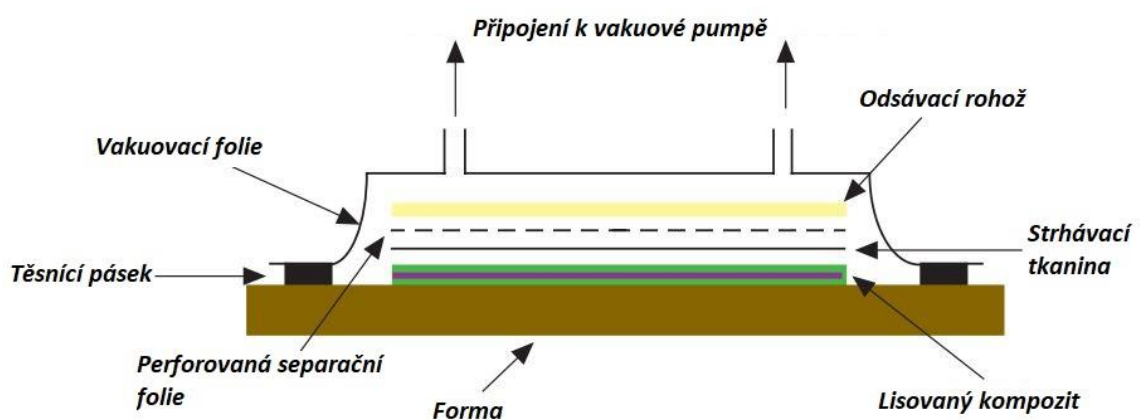 Připojení k vakuové pumpě
Odsávací rohož
Vakuovací folie
Strhávací
tkanina
Těsnící pásek
Perforovaná separační
folie
Lisovaný kompozit
Forma